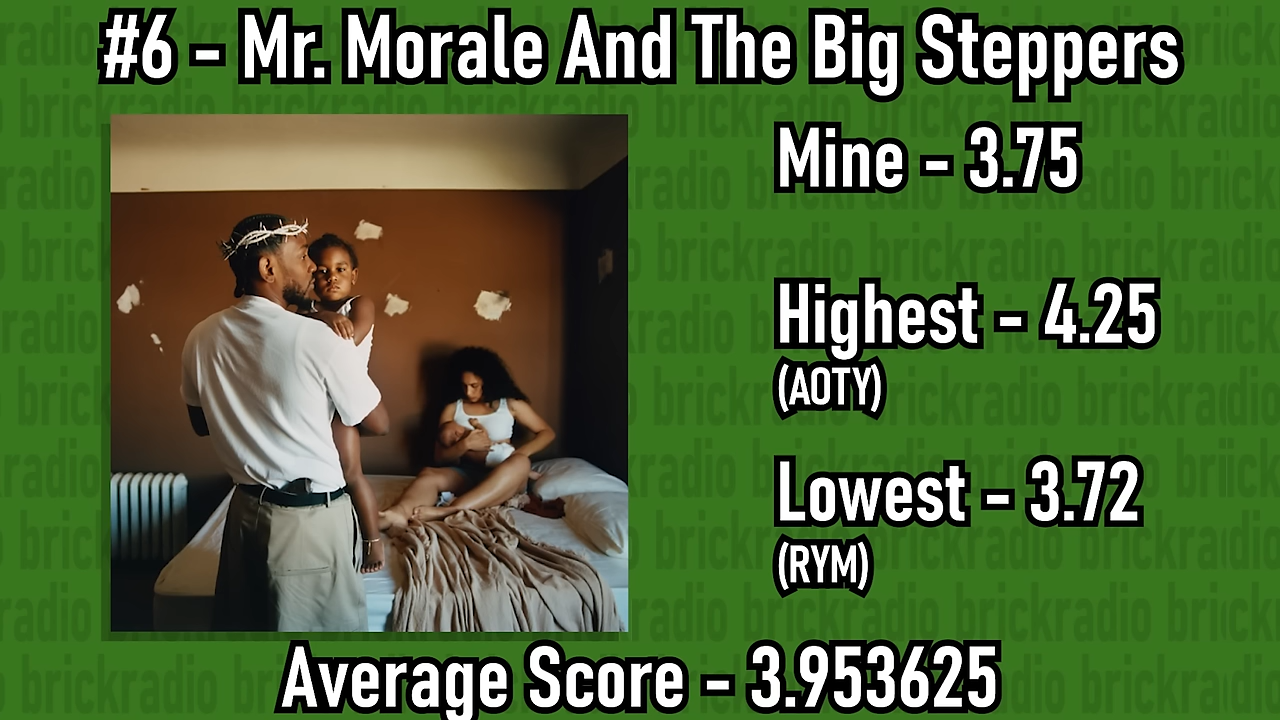 #6 - Mr. Morale And The Big Steppers
Mine - 3.75
Highest - 4.25
(AOTY)
Lowest - 3.72
(RYM)
Average Score - 3.953625
brickradio